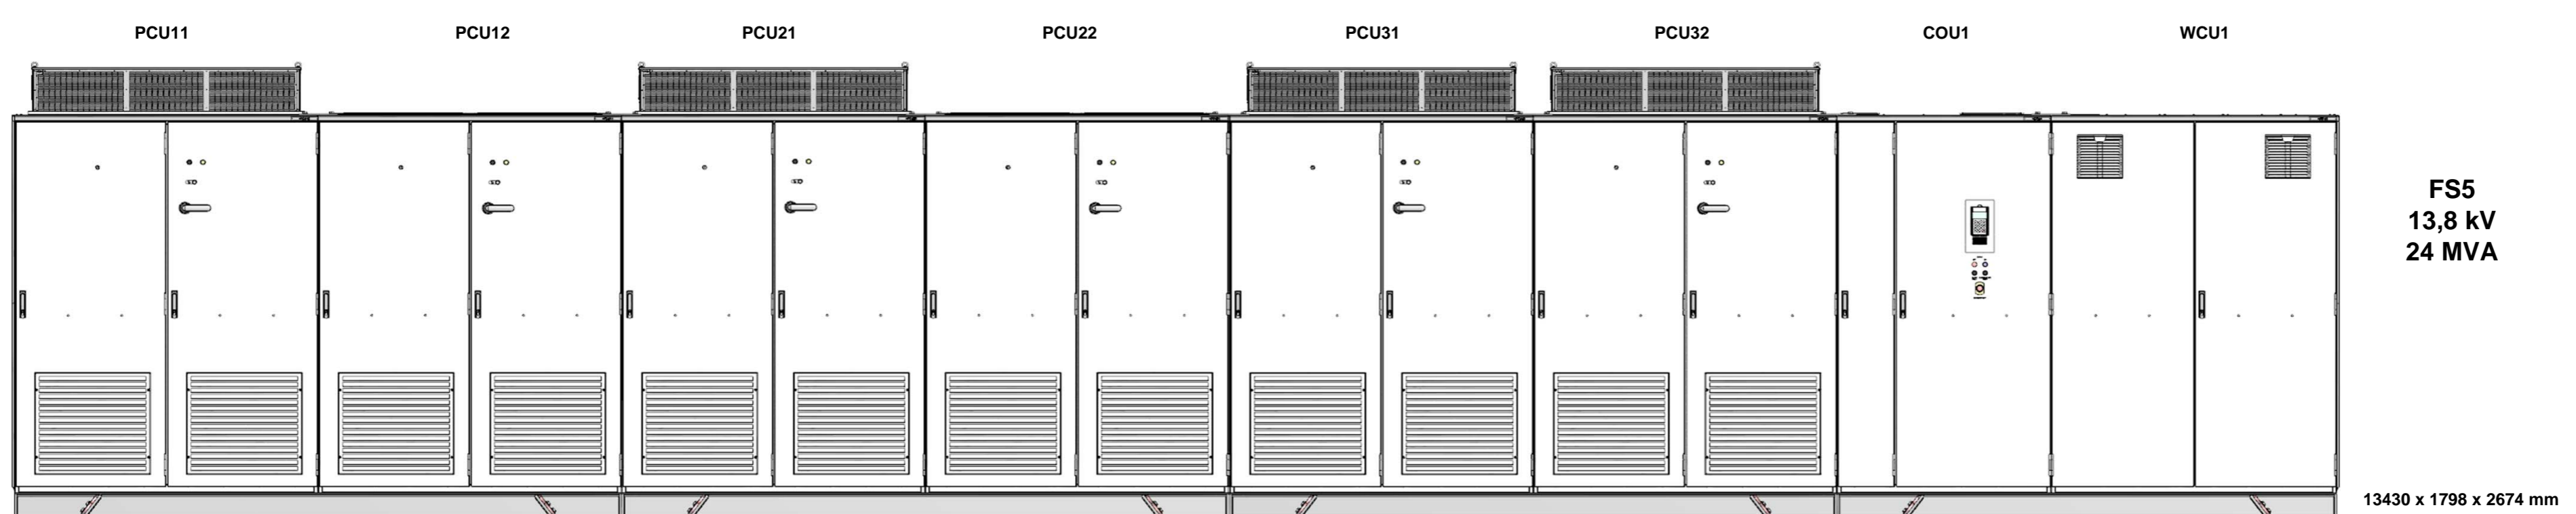 PCU11
PCU12
PCU21
PCU22
PCU31
PCU32
COU1
WCU1
FS5
13,8 kV
24 MVA
13430 x 1798 x 2674 mm